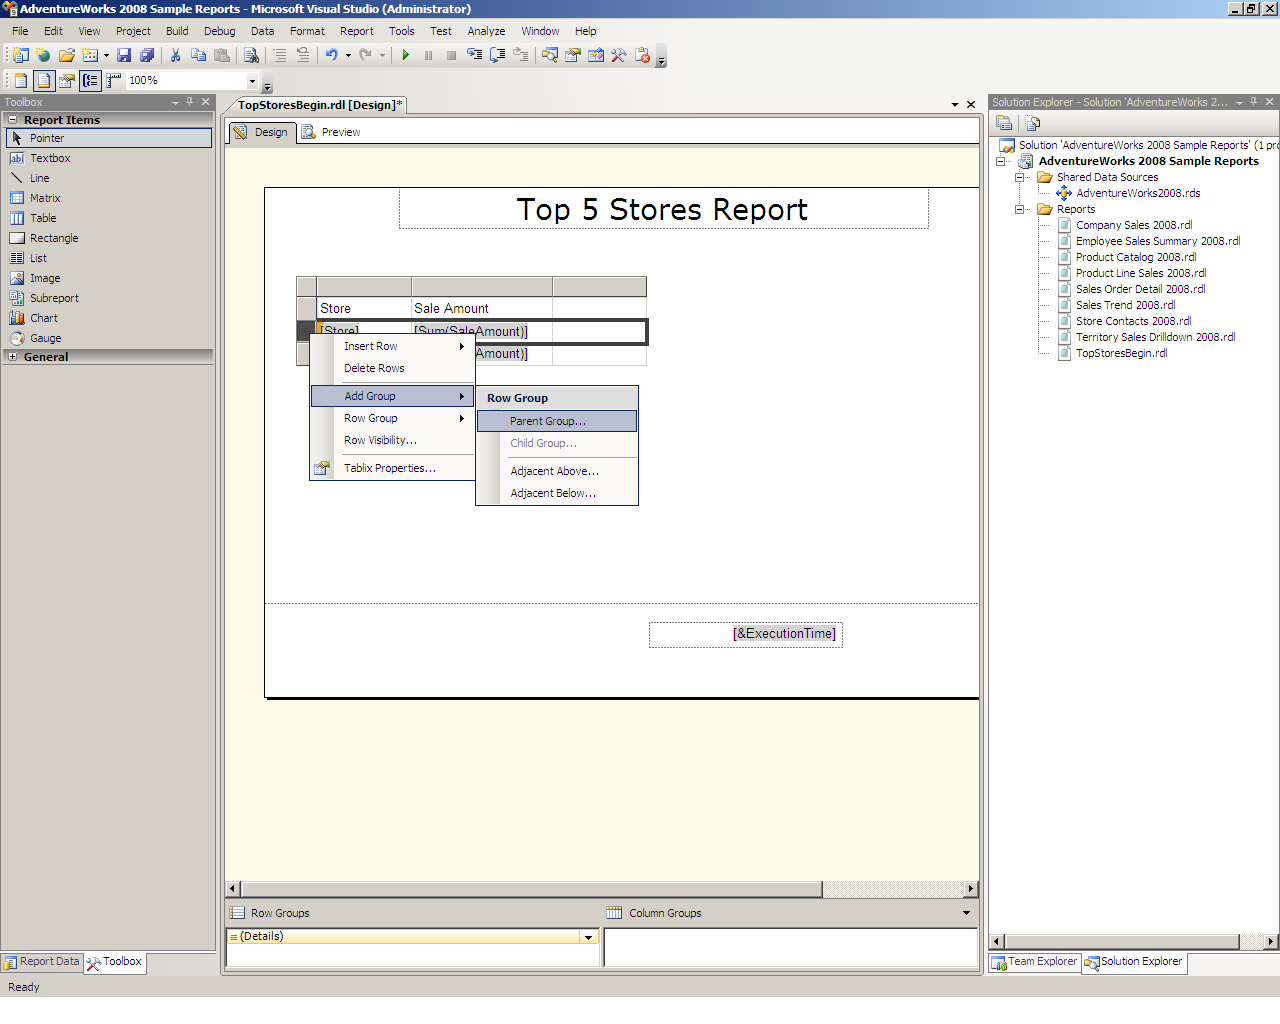 AdventureWorks 2008 Sample Reports - Microsoft Visual Studio (Administrator)
File Edit View Project Build Debug Data Format Report Tools Test Analyze Window Help
100%
Toolbox
Report Items
Pointer
Textbox
Line
Matrix
Table
Rectangle
List
Image
Subreport
Chart
Gauge
General
Report Data
Toolbox
TopStoresBegin.rdl [Design]*
Design
Preview
Top 5 Stores Report
Store Sale Amount
[Store] [Sum(SaleAmount)]
Amount)]
Insert Row
Delete Rows
Add Group
Row Group
Row Visibility...
Tablix Properties...
Row Group
Parent Group...
Child Group...
Adjacent Above...
Adjacent Below...
[&ExecutionTime]
Row Groups
(Details)
Column Groups
Solution Explorer - Solution 'AdventureWorks 2...
Solution 'AdventureWorks 2008 Sample Reports' (1 pro
AdventureWorks 2008 Sample Reports
Shared Data Sources
AdventureWorks2008.rds
Reports
Company Sales 2008.rdl
Employee Sales Summary 2008.rdl
Product Catalog 2008.rdl
Product Line Sales 2008.rdl
Sales Order Detail 2008.rdl
Sales Trend 2008.rdl
Store Contacts 2008.rdl
Territory Sales Drilldown 2008.rdl
TopStoresBegin.rdl
Team Explorer
Solution Explorer
Ready